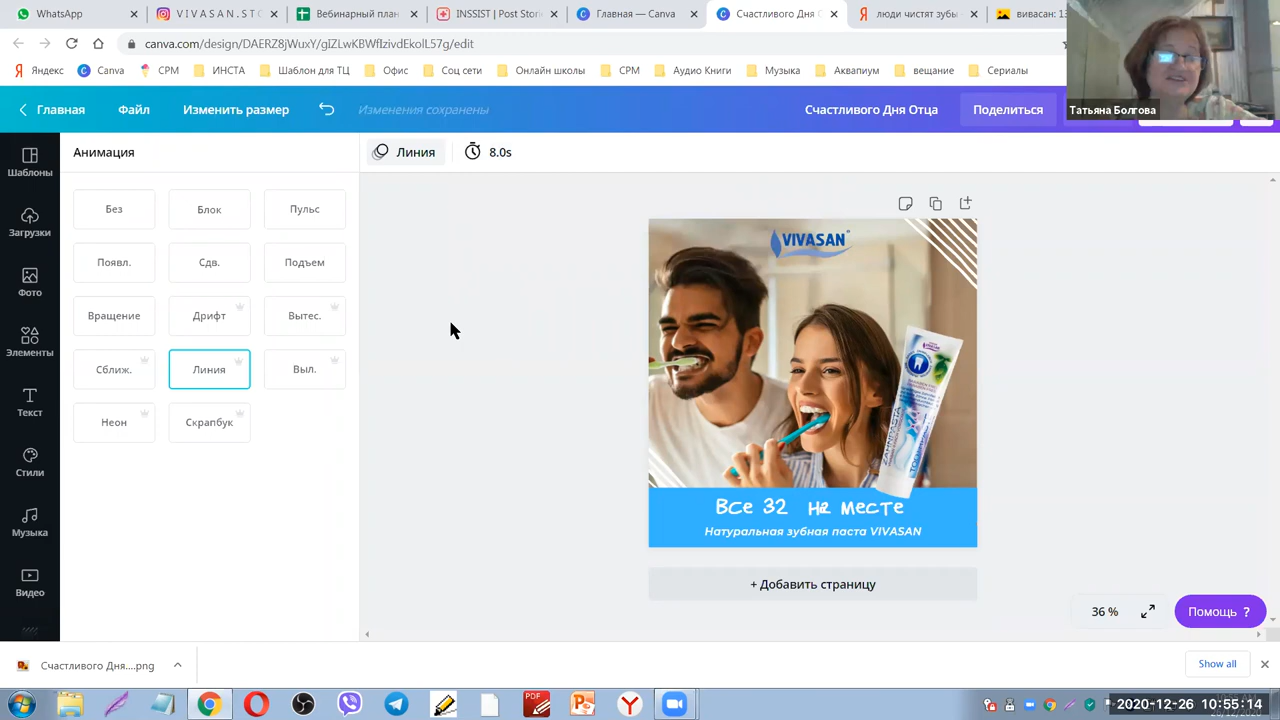 WhatsApp
V I V A S A N . S T O
Вебинарный план
INSSIST | Post Stor
Главная — Canva
Счастливого Дня О
люди чистят зубы
вивасан: 13
canva.com/design/DAERZ8jWuxY/gIZLwKBWfIzivdEkolL57g/edit
Яндекс
Canva
СРМ
ИНСТА
Шаблон для ТЦ
Офис
Соц сети
Онлайн школы
СРМ
Аудио Книги
Музыка
Аквапиум
вещание
Сериалы
Татьяна Болгова
Главная
Файл
Изменить размер
Изменения сохранены
Счастливого Дня Отца
Поделиться
Шаблоны
Загрузки
Фото
Элементы
Текст
Стили
Музыка
Видео
Анимация
Без
Блок
Пульс
Появл.
Сдв.
Подъем
Вращение
Дрифт
Вытес.
Сближ.
Линия
Выл.
Неон
Скрапбук
Линия
8.0s
VIVASAN
Все 32 на месте
Натуральная зубная паста VIVASAN
+ Добавить страницу
36 %
Помощь ?
Счастливого Дня....png
Show all
PDF
2020-12-26 10:55:14